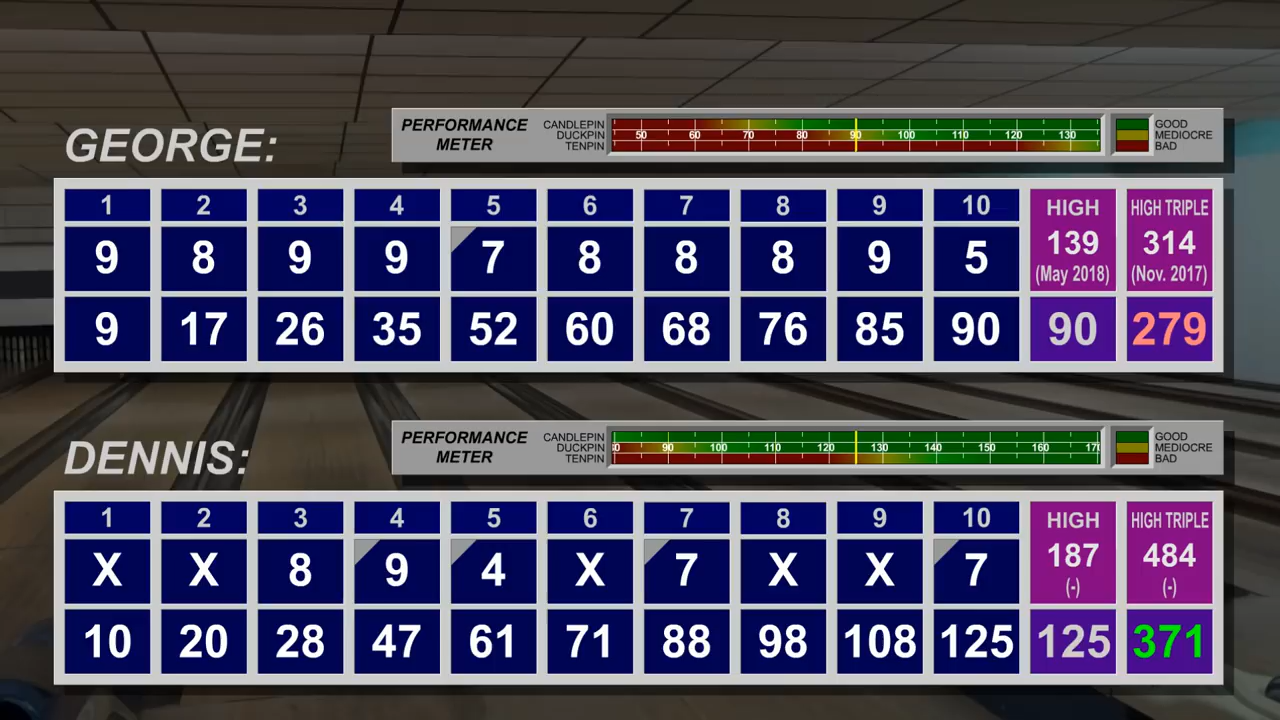 GEORGE:
PERFORMANCE METER
CANDLEPIN
DUCKPIN
TENPIN
50 60 70 80 90 100 110 120 130
GOOD
MEDIOCRE
BAD
1 2 3 4 5 6 7 8 9 10 HIGH HIGH TRIPLE
9 8 9 9 7 8 8 8 9 5 139 314
(May 2018) (Nov. 2017)
9 17 26 35 52 60 68 76 85 90 90 279
DENNIS:
PERFORMANCE METER
CANDLEPIN
DUCKPIN
TENPIN
90 100 110 120 130 140 150 160
GOOD
MEDIOCRE
BAD
1 2 3 4 5 6 7 8 9 10 HIGH HIGH TRIPLE
X X 8 9 4 X 7 X X 7 187 484
(-) (-)
10 20 28 47 61 71 88 98 108 125 125 371